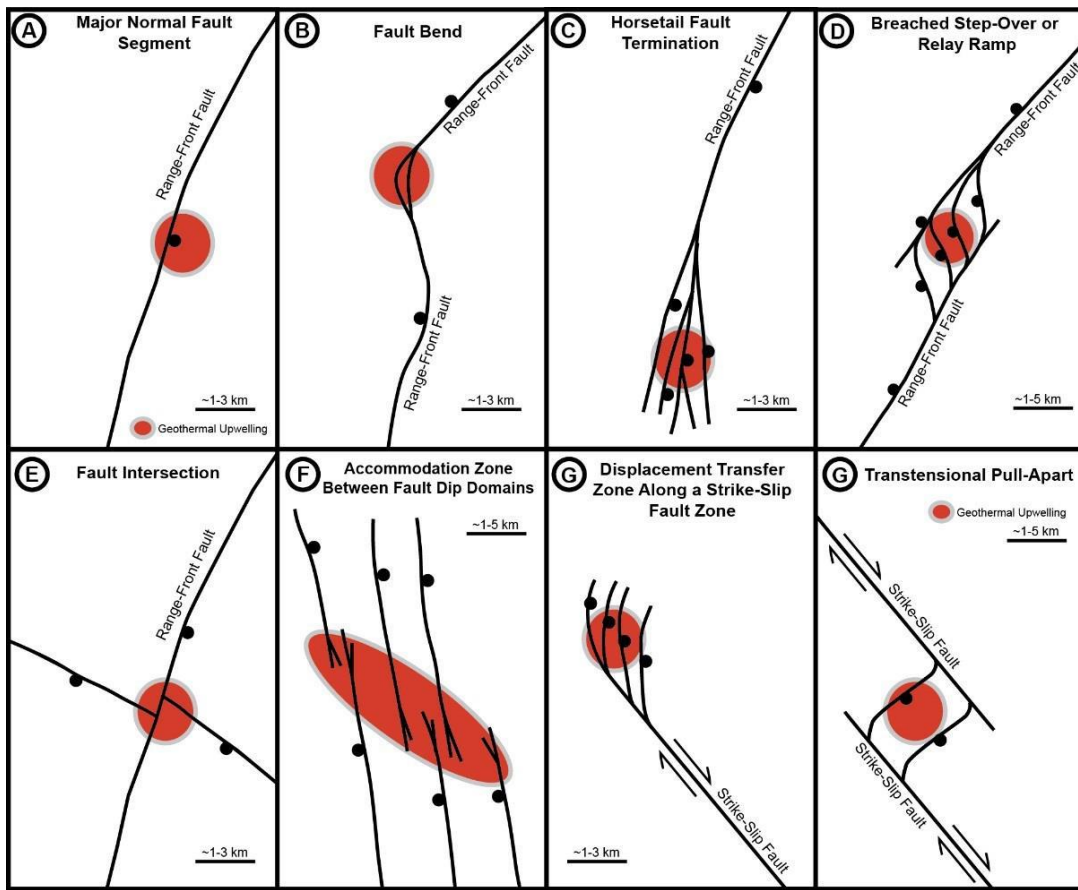 A
Major Normal Fault
Segment
Range-Front Fault
~1-3 km
Geothermal Upwelling
B
Fault Bend
Range-Front Fault
Range-Front Fault
~1-3 km
C
Horsetail Fault
Termination
Range-Front Fault
~1-3 km
D
Breached Step-Over or
Relay Ramp
Range-Front Fault
Range-Front Fault
~1-5 km
E
Fault Intersection
Range-Front Fault
~1-3 km
F
Accommodation Zone
Between Fault Dip Domains
~1-5 km
G
Displacement Transfer
Zone Along a Strike-Slip
Fault Zone
Strike-Slip Fault
~1-3 km
G
Transtensional Pull-Apart
Geothermal Upwelling
~1-5 km
Strike-Slip Fault
Strike-Slip Fault